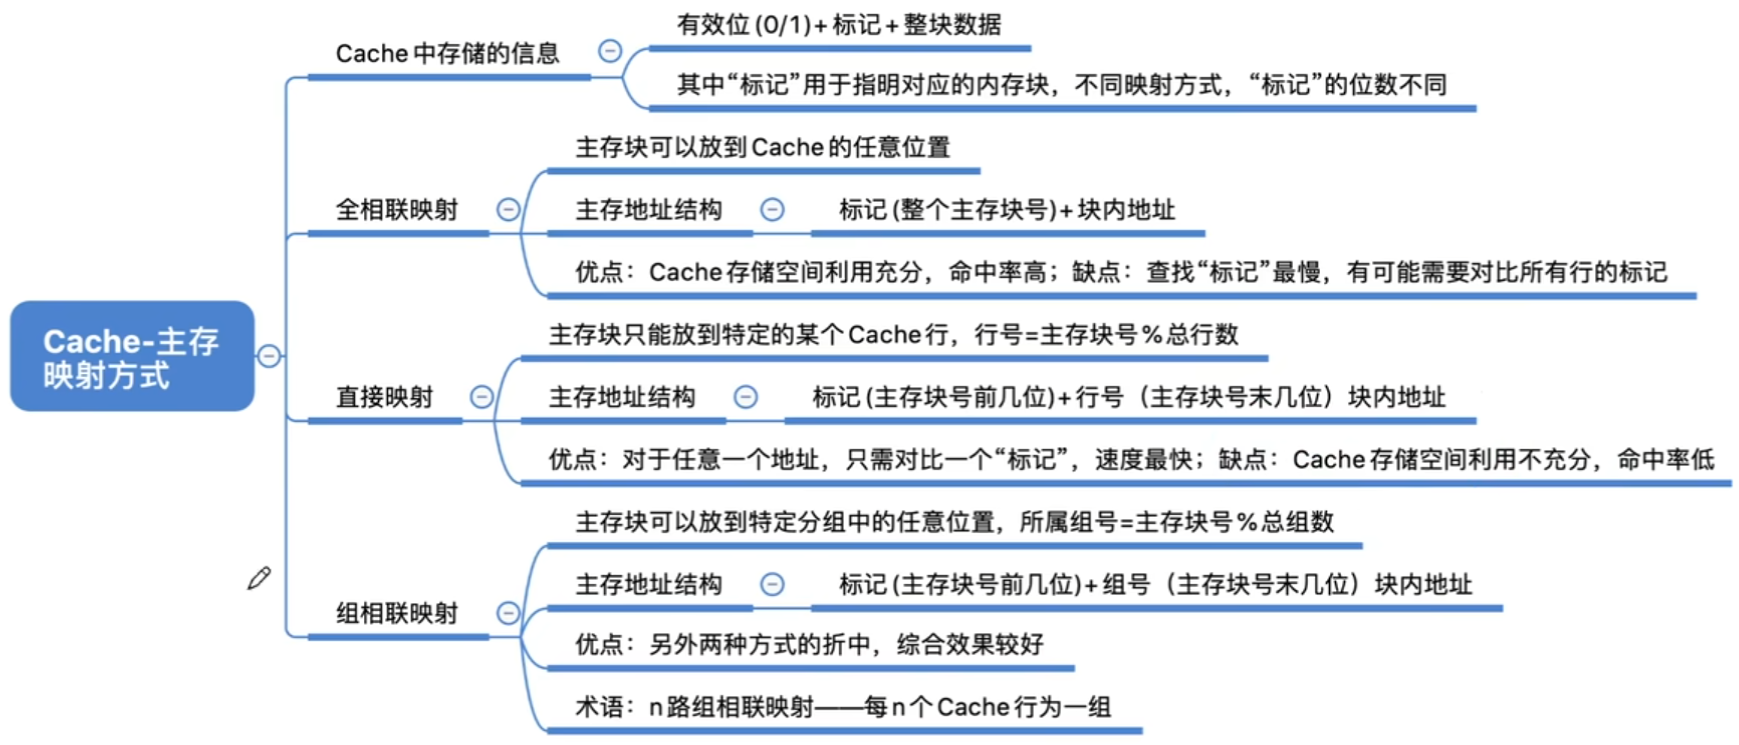 Cache-主存
映射方式
Cache中存储的信息
有效位(0/1)+标记+整块数据
其中“标记”用于指明对应的内存块，不同映射方式，“标记”的位数不同
全相联映射
主存块可以放到Cache的任意位置
主存地址结构
标记(整个主存块号)+块内地址
优点：Cache存储空间利用充分，命中率高；缺点：查找“标记”最慢，有可能需要对比所有行的标记
直接映射
主存块只能放到特定的某个Cache行，行号=主存块号%总行数
主存地址结构
标记(主存块号前几位)+行号（主存块号末几位）块内地址
优点：对于任意一个地址，只需对比一个“标记”，速度最快；缺点：Cache存储空间利用不充分，命中率低
组相联映射
主存块可以放到特定分组中的任意位置，所属组号=主存块号%总组数
主存地址结构
标记(主存块号前几位)+组号（主存块号末几位）块内地址
优点：另外两种方式的折中，综合效果较好
术语：n路组相联映射——每n个Cache行为一组